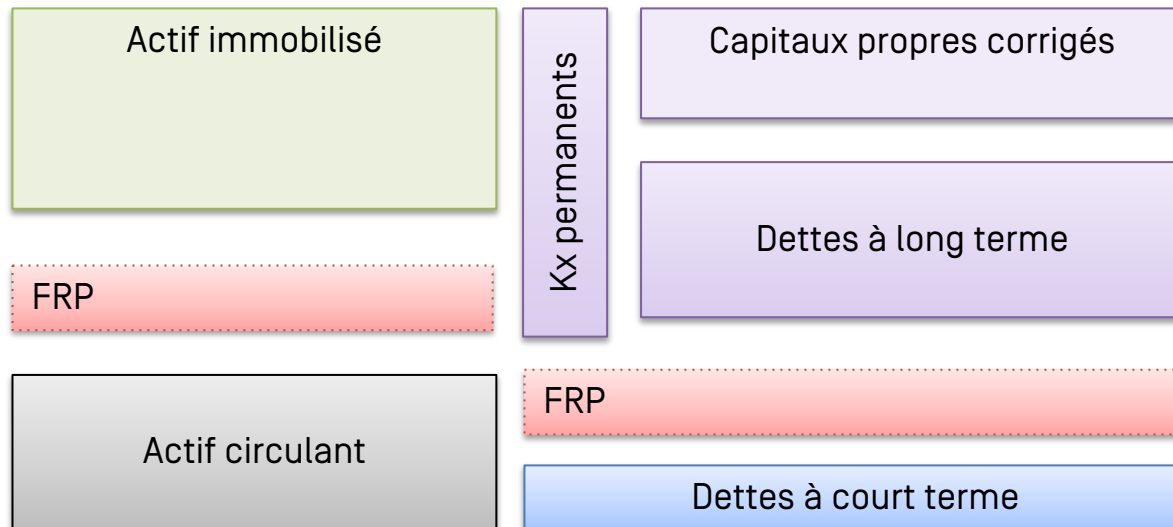 Actif immobilisé
FRP
Actif circulant
Kx permanents
Capitaux propres corrigés
Dettes à long terme
FRP
Dettes à court terme